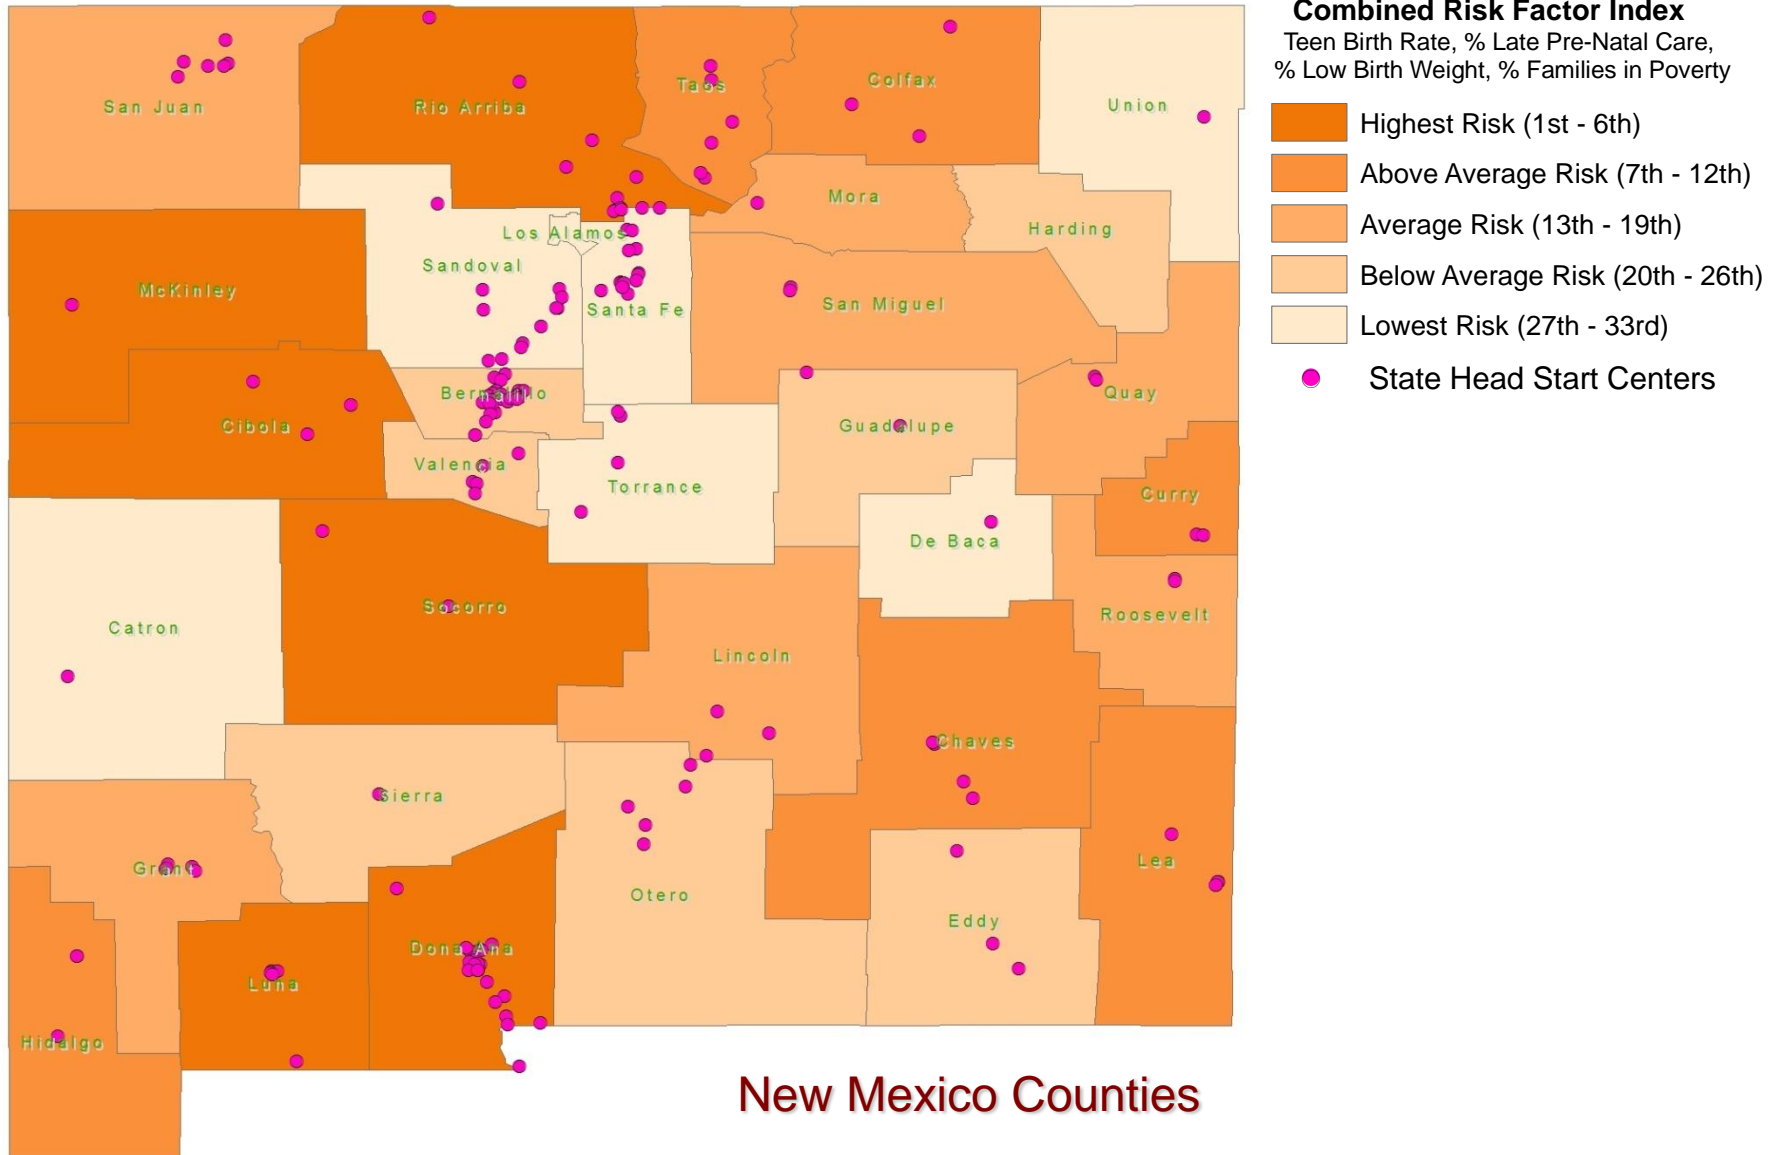 Combined Risk Factor Index
Teen Birth Rate, % Late Pre-Natal Care,
% Low Birth Weight, % Families in Poverty
Highest Risk (1st - 6th)
Above Average Risk (7th - 12th)
Average Risk (13th - 19th)
Below Average Risk (20th - 26th)
Lowest Risk (27th - 33rd)
State Head Start Centers
San Juan
Rio Arriba
Taos
Colfax
Union
Mora
Harding
Los Alamos
Sandoval
McKinley
Santa Fe
San Miguel
Bernalillo
Quay
Cibola
Guadalupe
Valencia
Torrance
Curry
De Baca
Socorro
Roosevelt
Catron
Lincoln
Chaves
Sierra
Grant
Lea
Otero
Eddy
Dona Ana
Luna
Hidalgo
New Mexico Counties